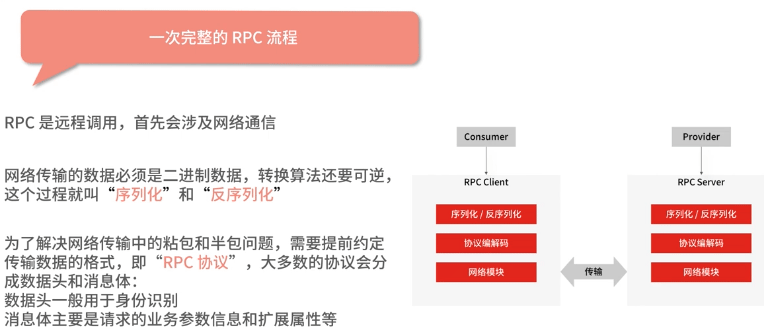 一次完整的 RPC 流程
RPC 是远程调用，首先会涉及网络通信
网络传输的数据必须是二进制数据，转换算法还要可逆，
这个过程就叫“序列化”和“反序列化”
为了解决网络传输中的粘包和半包问题，需要提前约定
传输数据的格式，即“RPC 协议”，大多数的协议会分
成数据头和消息体：
数据头一般用于身份识别
消息体主要是请求的业务参数信息和扩展属性等
Consumer
RPC Client
序列化 / 反序列化
协议编解码
网络模块
传输
Provider
RPC Server
序列化 / 反序列化
协议编解码
网络模块